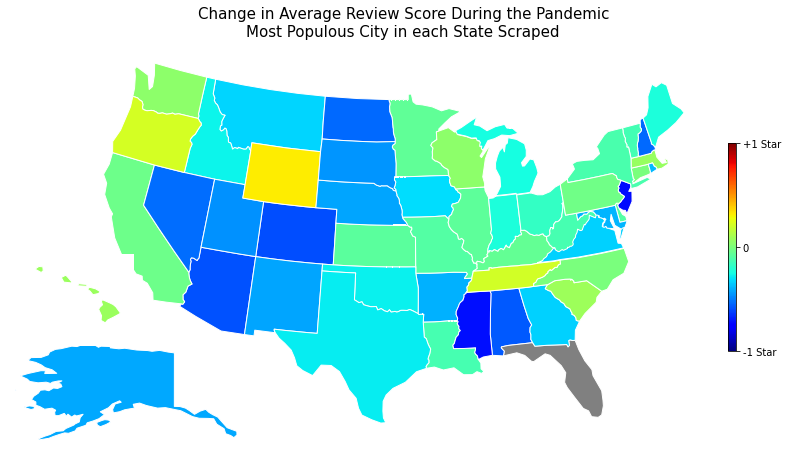 Change in Average Review Score During the Pandemic
Most Populous City in each State Scraped
+1 Star
0
-1 Star